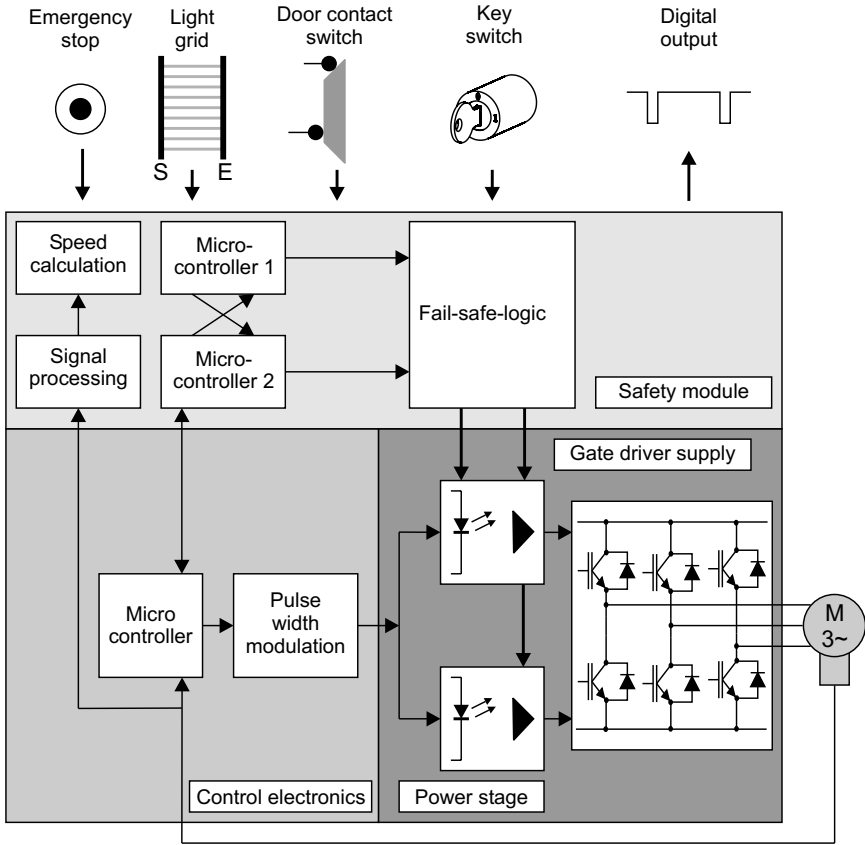 Emergency
stop
Light
grid
Door contact
switch
Key
switch
Digital
output
S E
Speed
calculation
Micro-
controller 1
Fail-safe-logic
Signal
processing
Micro-
controller 2
Safety module
Gate driver supply
Micro
controller
Pulse
width
modulation
M
3~
Control electronics
Power stage